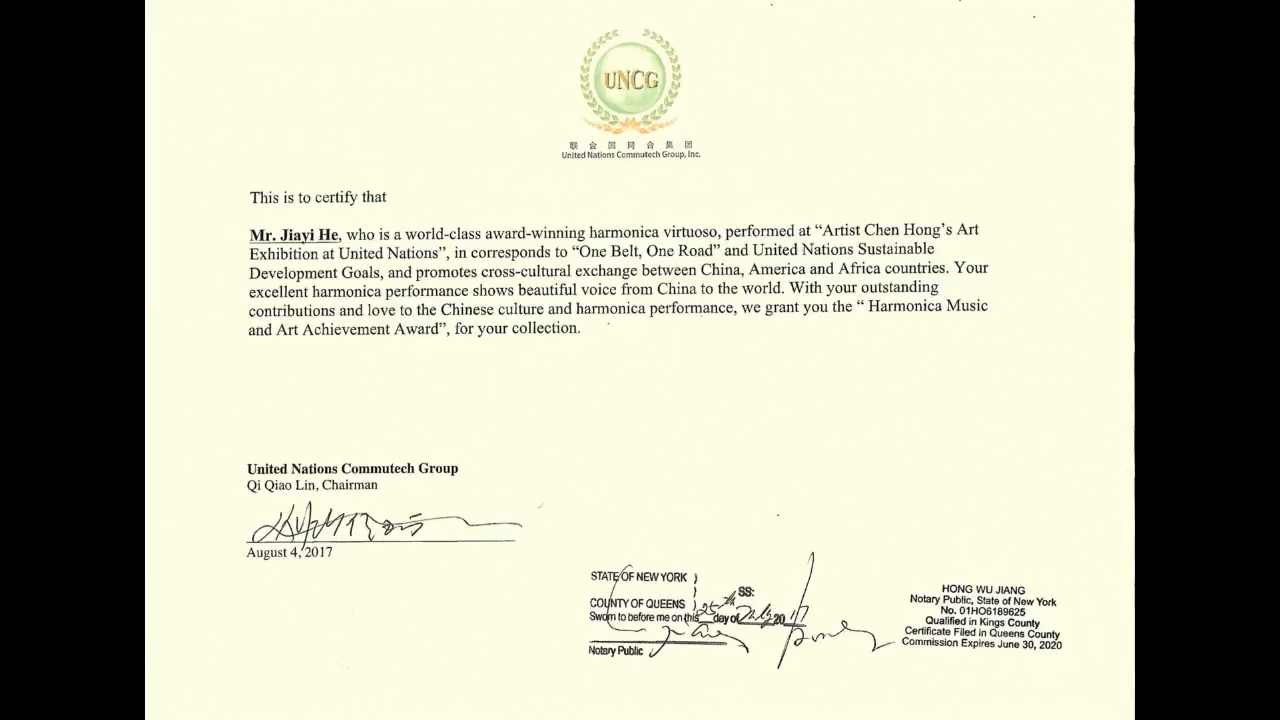 UNCG
联合国同合集团
United Nations Commutech Group, Inc.
This is to certify that
Mr. Jiayi He, who is a world-class award-winning harmonica virtuoso, performed at “Artist Chen Hong’s Art
Exhibition at United Nations”, in corresponds to “One Belt, One Road” and United Nations Sustainable
Development Goals, and promotes cross-cultural exchange between China, America and Africa countries. Your
excellent harmonica performance shows beautiful voice from China to the world. With your outstanding
contributions and love to the Chinese culture and harmonica performance, we grant you the “ Harmonica Music
and Art Achievement Award”, for your collection.
United Nations Commutech Group
Qi Qiao Lin, Chairman
August 4, 2017
STATE OF NEW YORK )
)
SS:
COUNTY OF QUEENS )
Sworn to before me on this 25th day of July 20 17
Notary Public
HONG WU JIANG
Notary Public, State of New York
No. 01HO6189625
Qualified in Kings County
Certificate Filed in Queens County
Commission Expires June 30, 2020